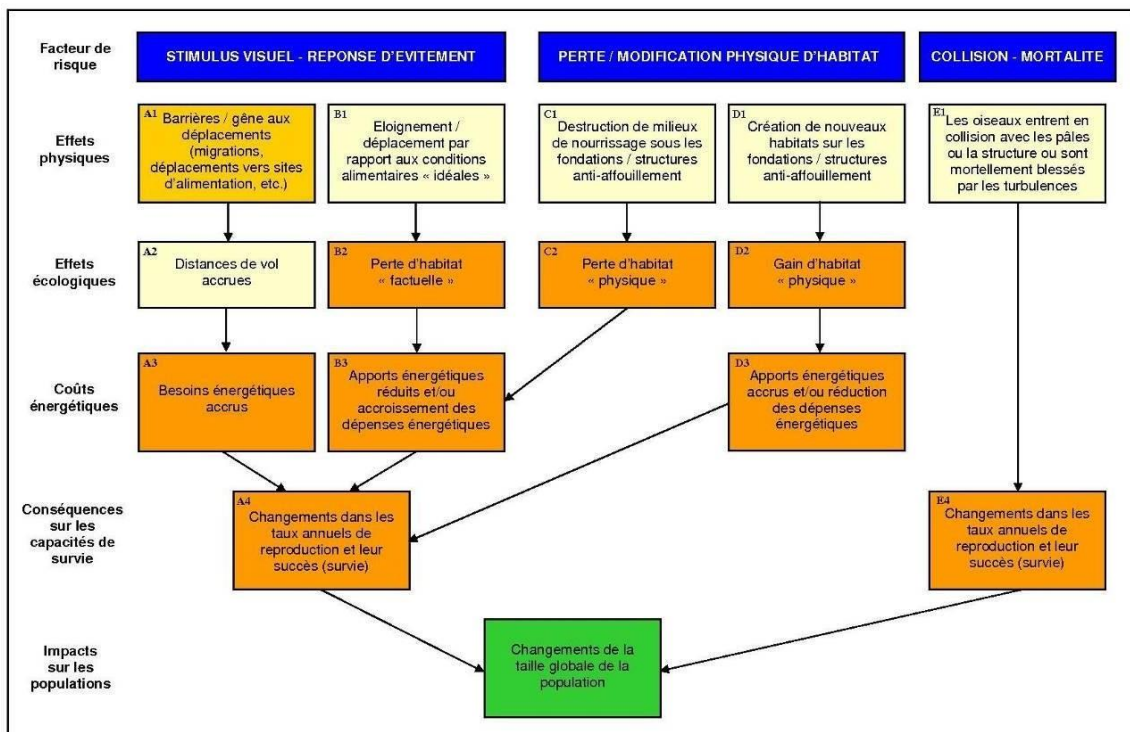 Facteur de
risque
STIMULUS VISUEL - REPONSE D'EVITEMENT
PERTE / MODIFICATION PHYSIQUE D'HABITAT
COLLISION - MORTALITE
Effets
physiques
A1
Barrières / gêne aux
déplacements
(migrations,
déplacements vers sites
d'alimentation, etc.)
B1
Eloignement /
déplacement par
rapport aux conditions
alimentaires « idéales »
C1
Destruction de milieux
de nourrissage sous les
fondations / structures
anti-affouillement
D1
Création de nouveaux
habitats sur les
fondations / structures
anti-affouillement
E1
Les oiseaux entrent en
collision avec les pâles
ou la structure ou sont
mortellement blessés
par les turbulences
Effets
écologiques
A2
Distances de vol
accrues
B2
Perte d'habitat
« factuelle »
C2
Perte d'habitat
« physique »
D2
Gain d'habitat
« physique »
Coûts
énergétiques
A3
Besoins énergétiques
accrus
B3
Apports énergétiques
réduits et/ou
accroissement des
dépenses énergétiques
D3
Apports énergétiques
accrus et/ou réduction
des dépenses
énergétiques
Conséquences
sur les
capacités de
survie
A4
Changements dans les
taux annuels de
reproduction et leur
succès (survie)
E4
Changements dans les
taux annuels de
reproduction et leur
succès (survie)
Impacts
sur les
populations
Changements de la
taille globale de la
population